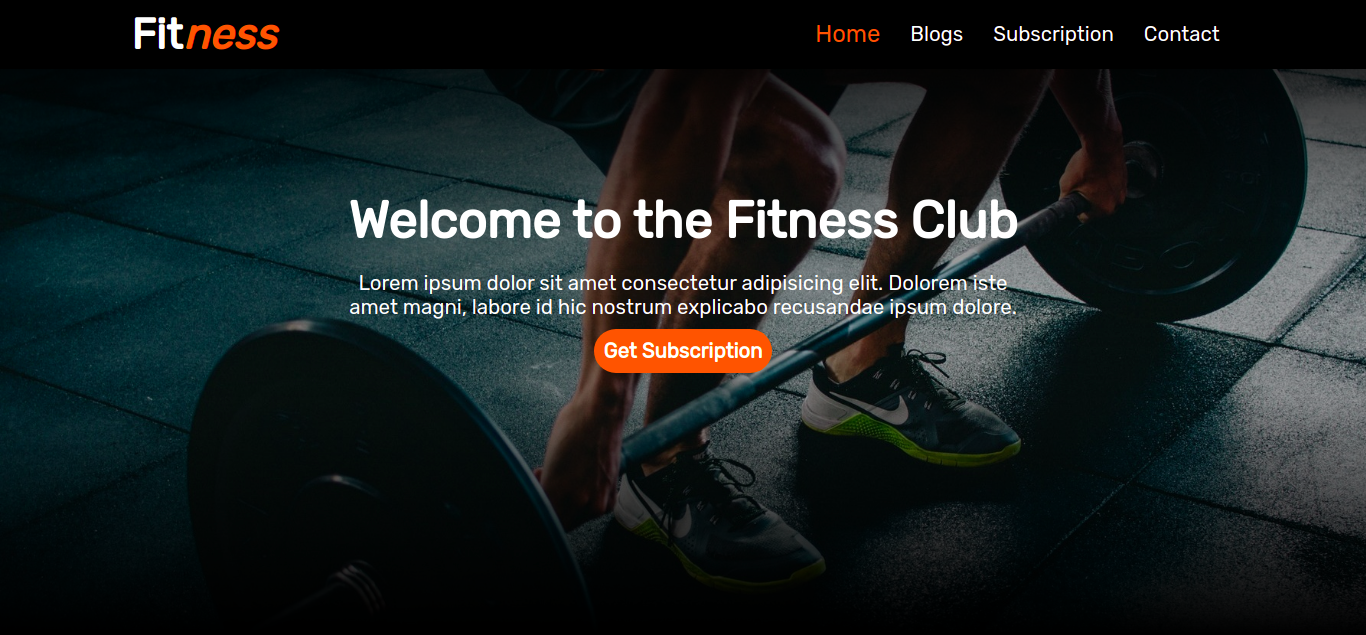 Fitness
Home Blogs Subscription Contact
Welcome to the Fitness Club
Lorem ipsum dolor sit amet consectetur adipisicing elit. Dolorem iste
amet magni, labore id hic nostrum explicabo recusandae ipsum dolore.
Get Subscription